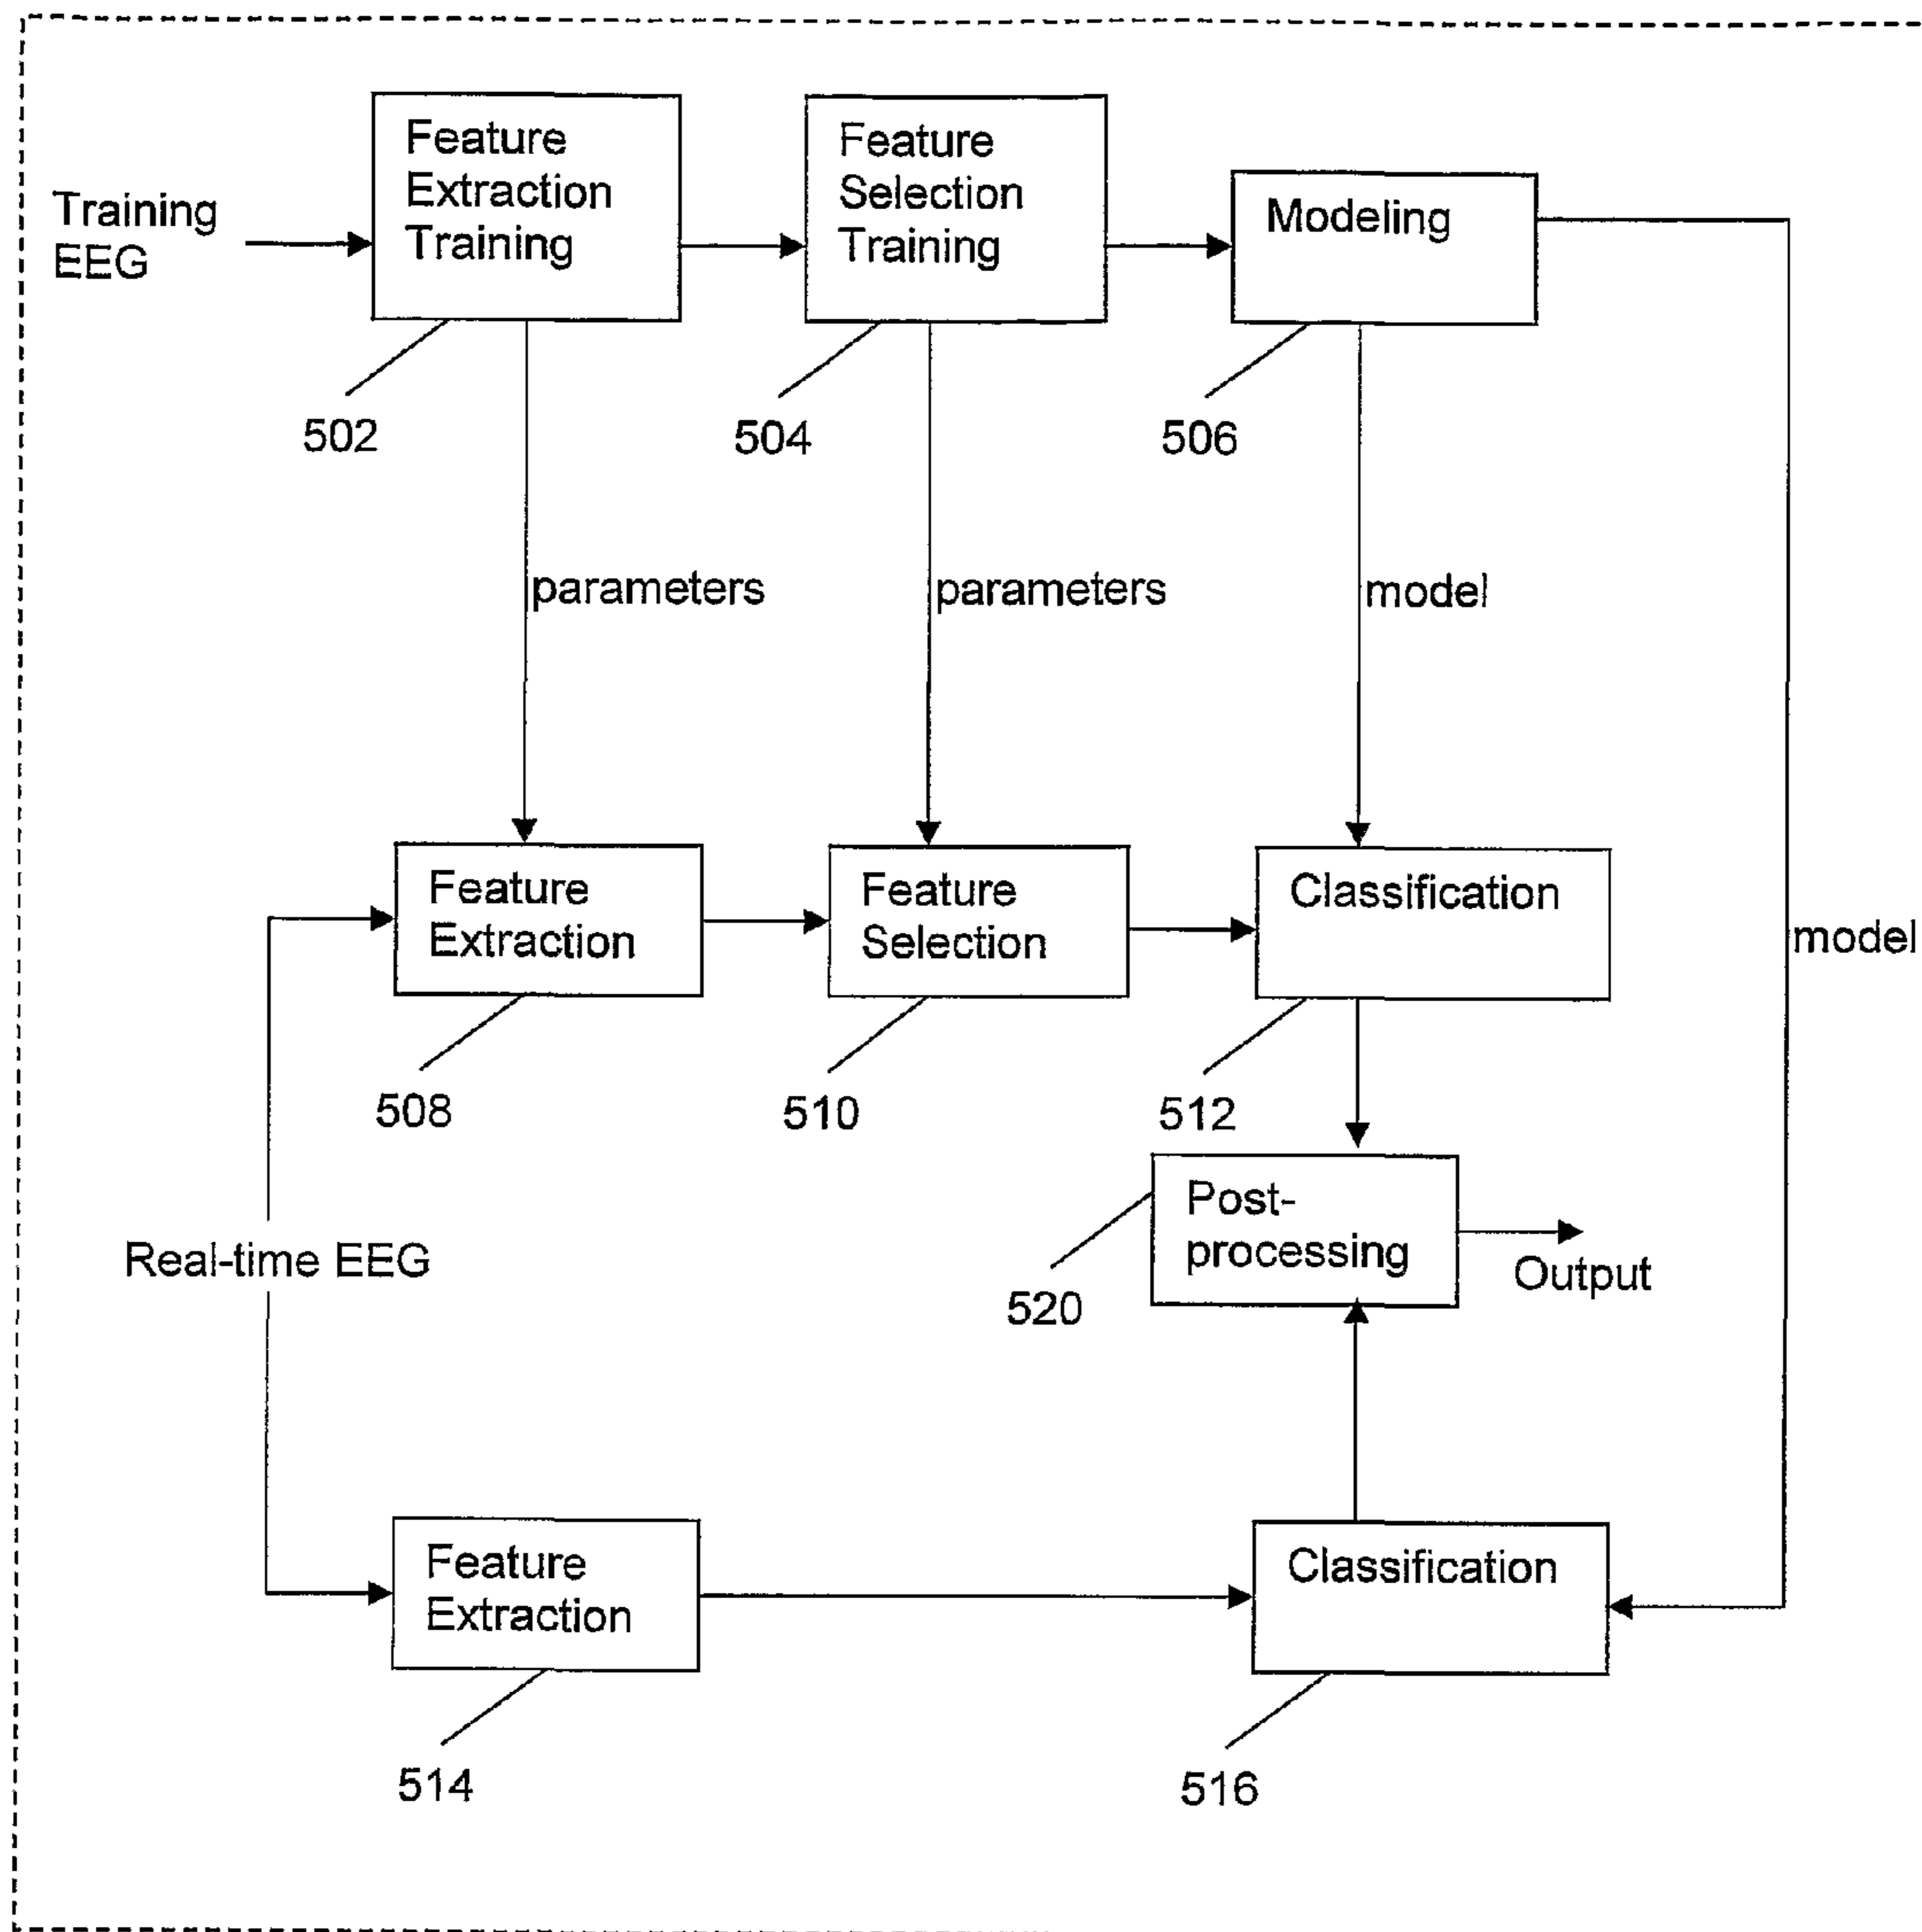 Training
EEG
Feature
Extraction
Training
Feature
Selection
Training
Modeling
502
504
506
parameters
parameters
model
Feature
Extraction
Feature
Selection
Classification
model
508
510
512
Real-time EEG
Post-
processing
Output
520
Feature
Extraction
Classification
514
516